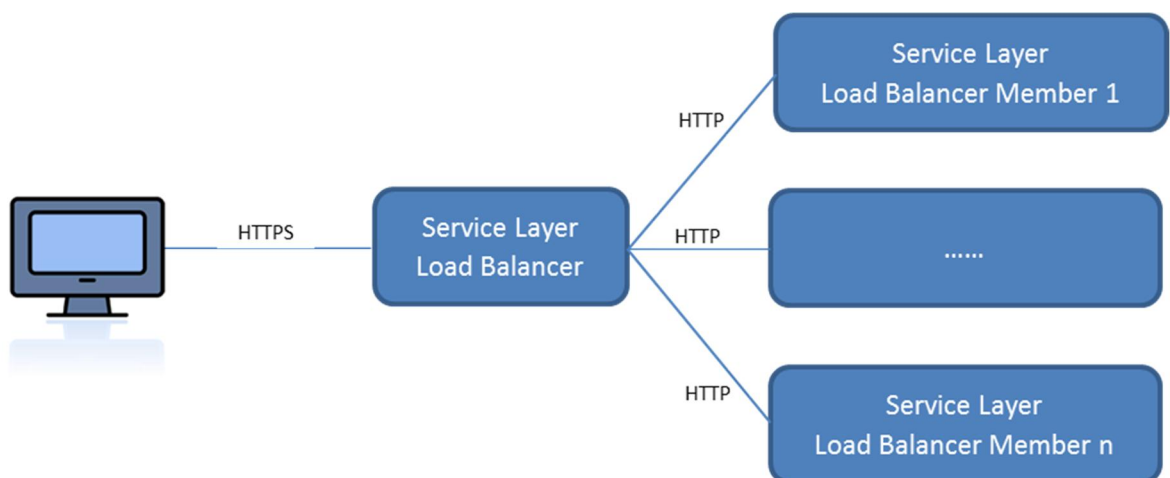 HTTPS
Service Layer
Load Balancer
HTTP
Service Layer
Load Balancer Member 1
HTTP
......
HTTP
Service Layer
Load Balancer Member n